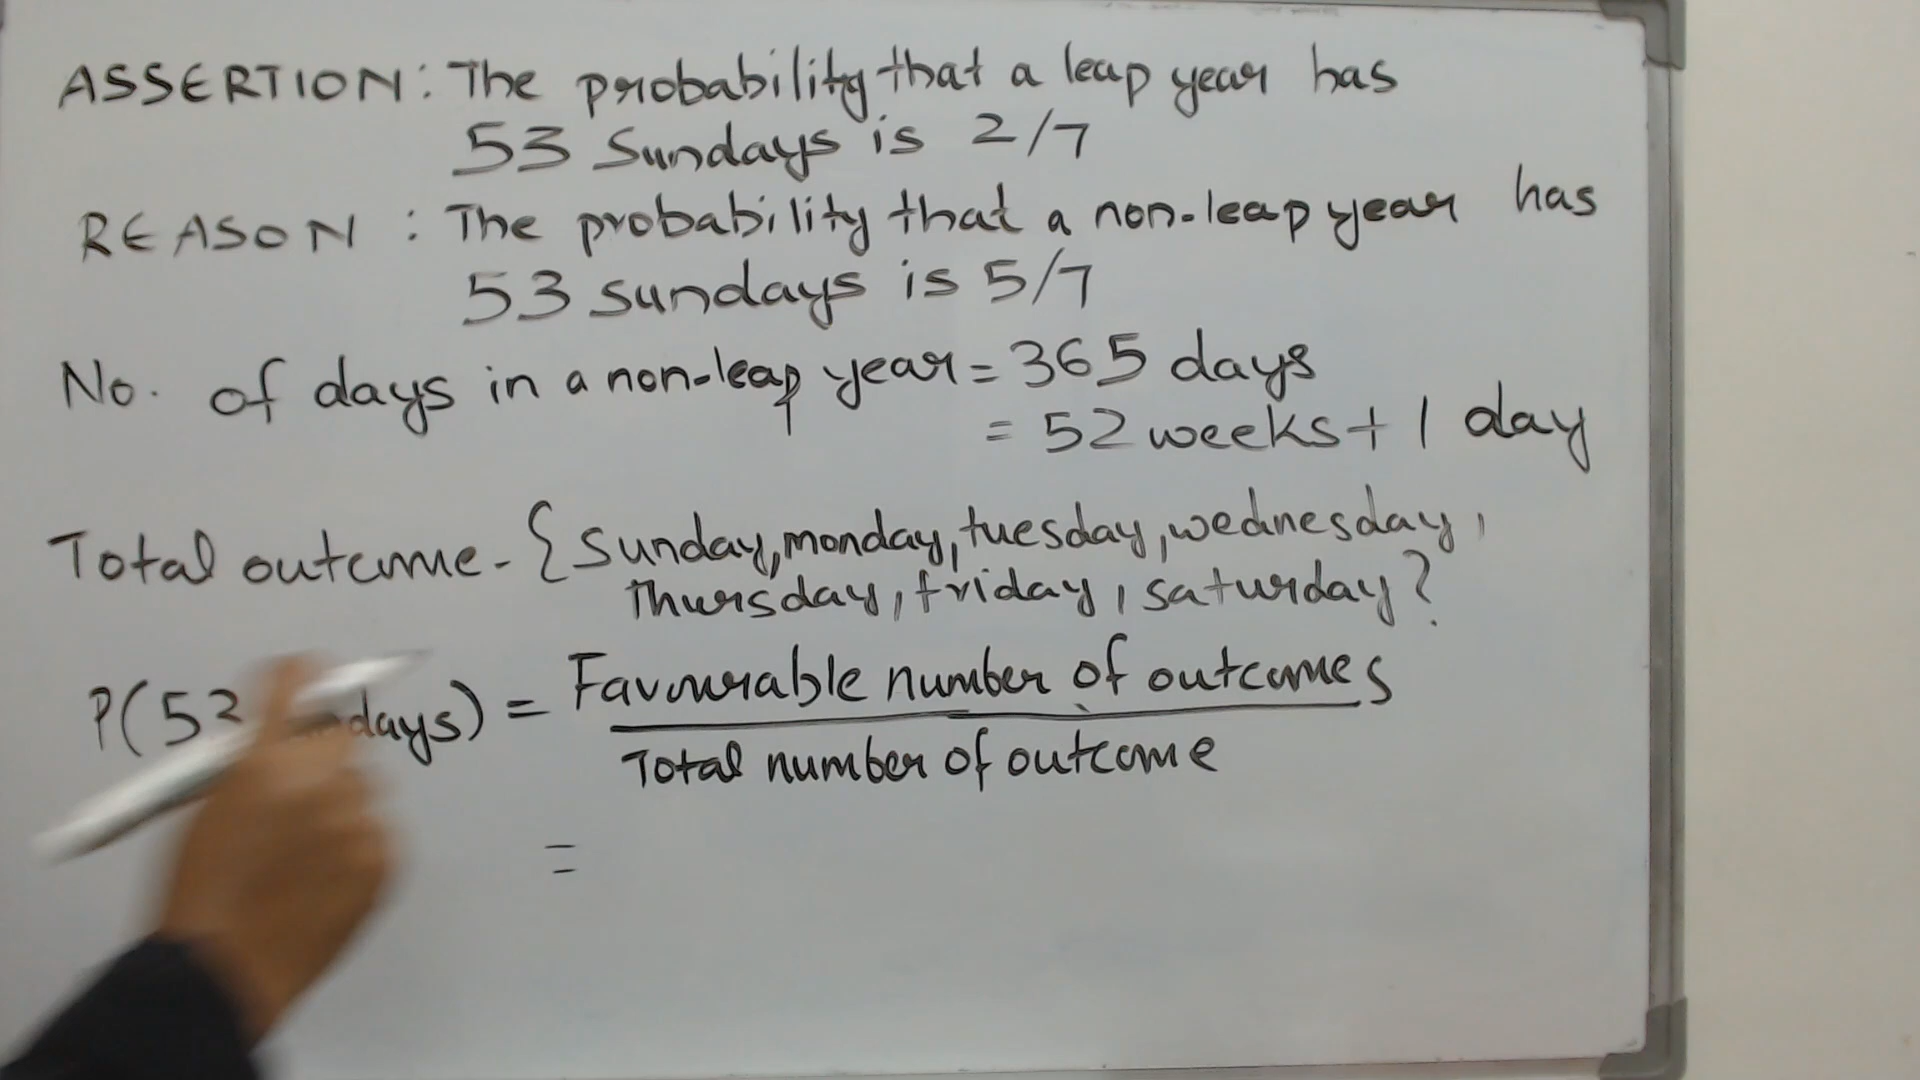 ASSERTION: The probability that a leap year has
53 Sundays is 2/7
REASON : The probability that a non-leap year has
53 sundays is 5/7
No. of days in a non-leap year = 365 days
= 52 weeks + 1 day
Total outcome - {Sunday, monday, tuesday, wednesday,
Thursday, friday, saturday}
P(53 days) = Favourable number of outcomes
Total number of outcome
=